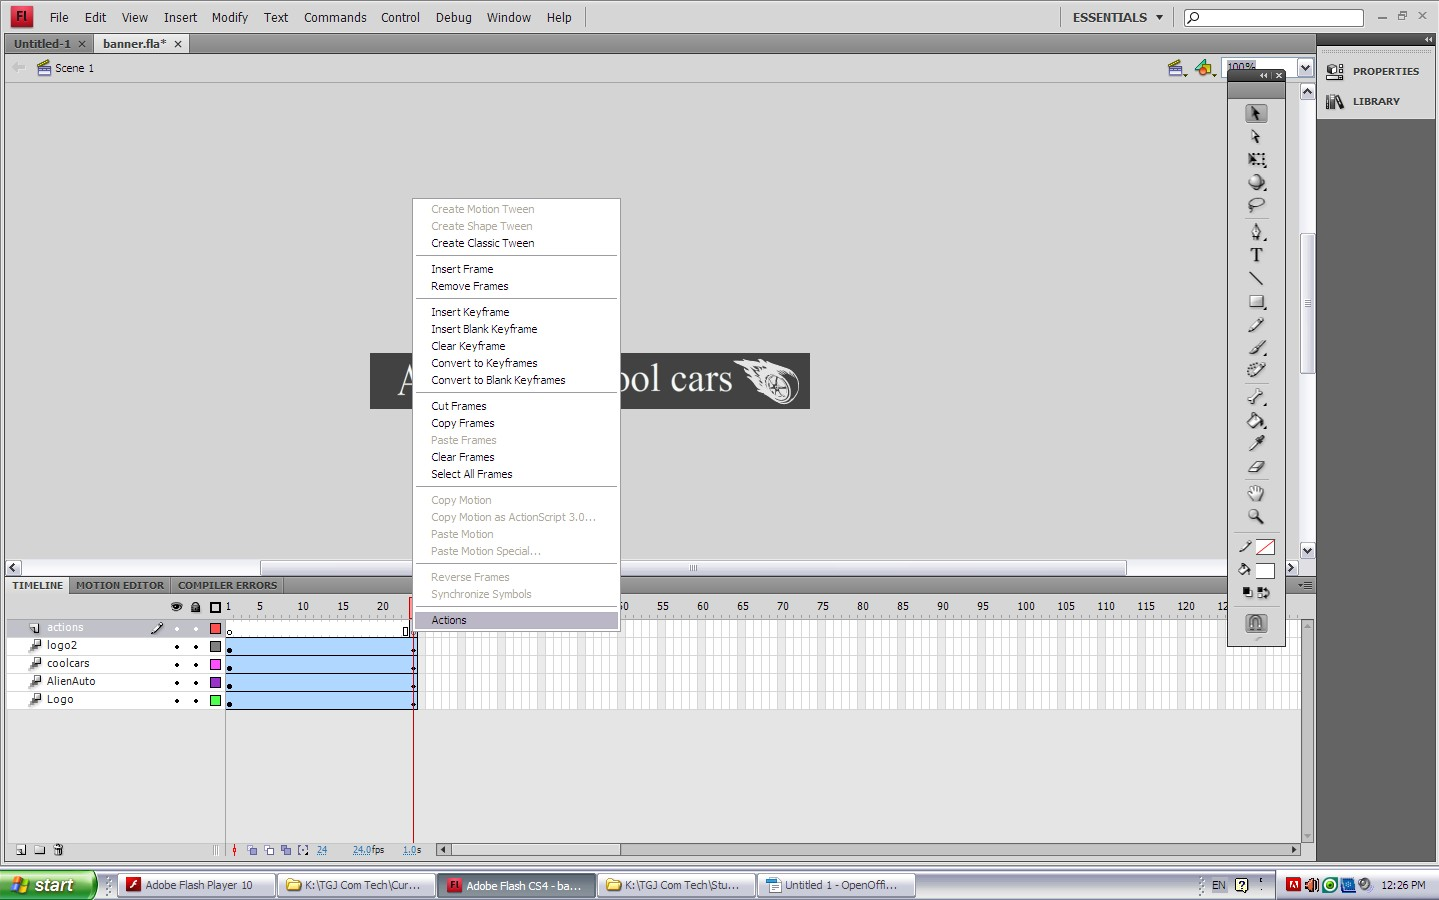 Fl File Edit View Insert Modify Text Commands Control Debug Window Help ESSENTIALS
Untitled-1 × banner.fla* ×
Scene 1 100%
PROPERTIES
LIBRARY
Create Motion Tween
Create Shape Tween
Create Classic Tween
Insert Frame
Remove Frames
Insert Keyframe
Insert Blank Keyframe
Clear Keyframe
Convert to Keyframes
Convert to Blank Keyframes
Cut Frames
Copy Frames
Paste Frames
Clear Frames
Select All Frames
Copy Motion
Copy Motion as ActionScript 3.0...
Paste Motion
Paste Motion Special...
Reverse Frames
Synchronize Symbols
Actions
A ool cars
T
TIMELINE MOTION EDITOR COMPILER ERRORS
1 5 10 15 20 50 55 60 65 70 75 80 85 90 95 100 105 110 115 120 12
actions
logo2
coolcars
AlienAuto
Logo
24 24.0fps 1.0s
start Adobe Flash Player 10 K:\TGJ Com Tech\Cur... Fl Adobe Flash CS4 - ba... K:\TGJ Com Tech\Stu... Untitled 1 - OpenOffi... EN 12:26 PM